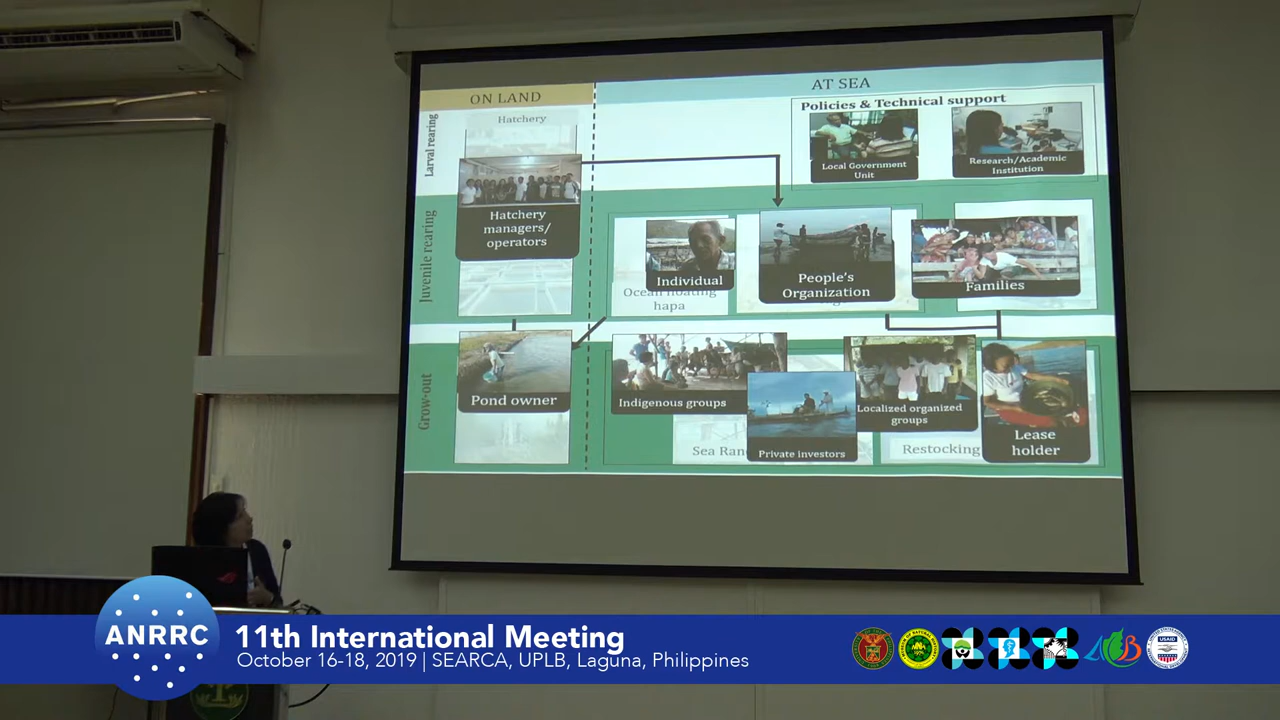 ON LAND
AT SEA
Larval rearing
Hatchery
Policies & Technical support
Local Government
Unit
Research/Academic
Institution
Juvenile rearing
Hatchery
managers/
operators
Individual
People's
Organization
Families
Ocean floating
hapa
Grow-out
Pond owner
Indigenous groups
Private investors
Localized organized
groups
Lease
holder
Sea
Restocking
ANRRC
11th International Meeting
October 16-18, 2019 | SEARCA, UPLB, Laguna, Philippines
USAID